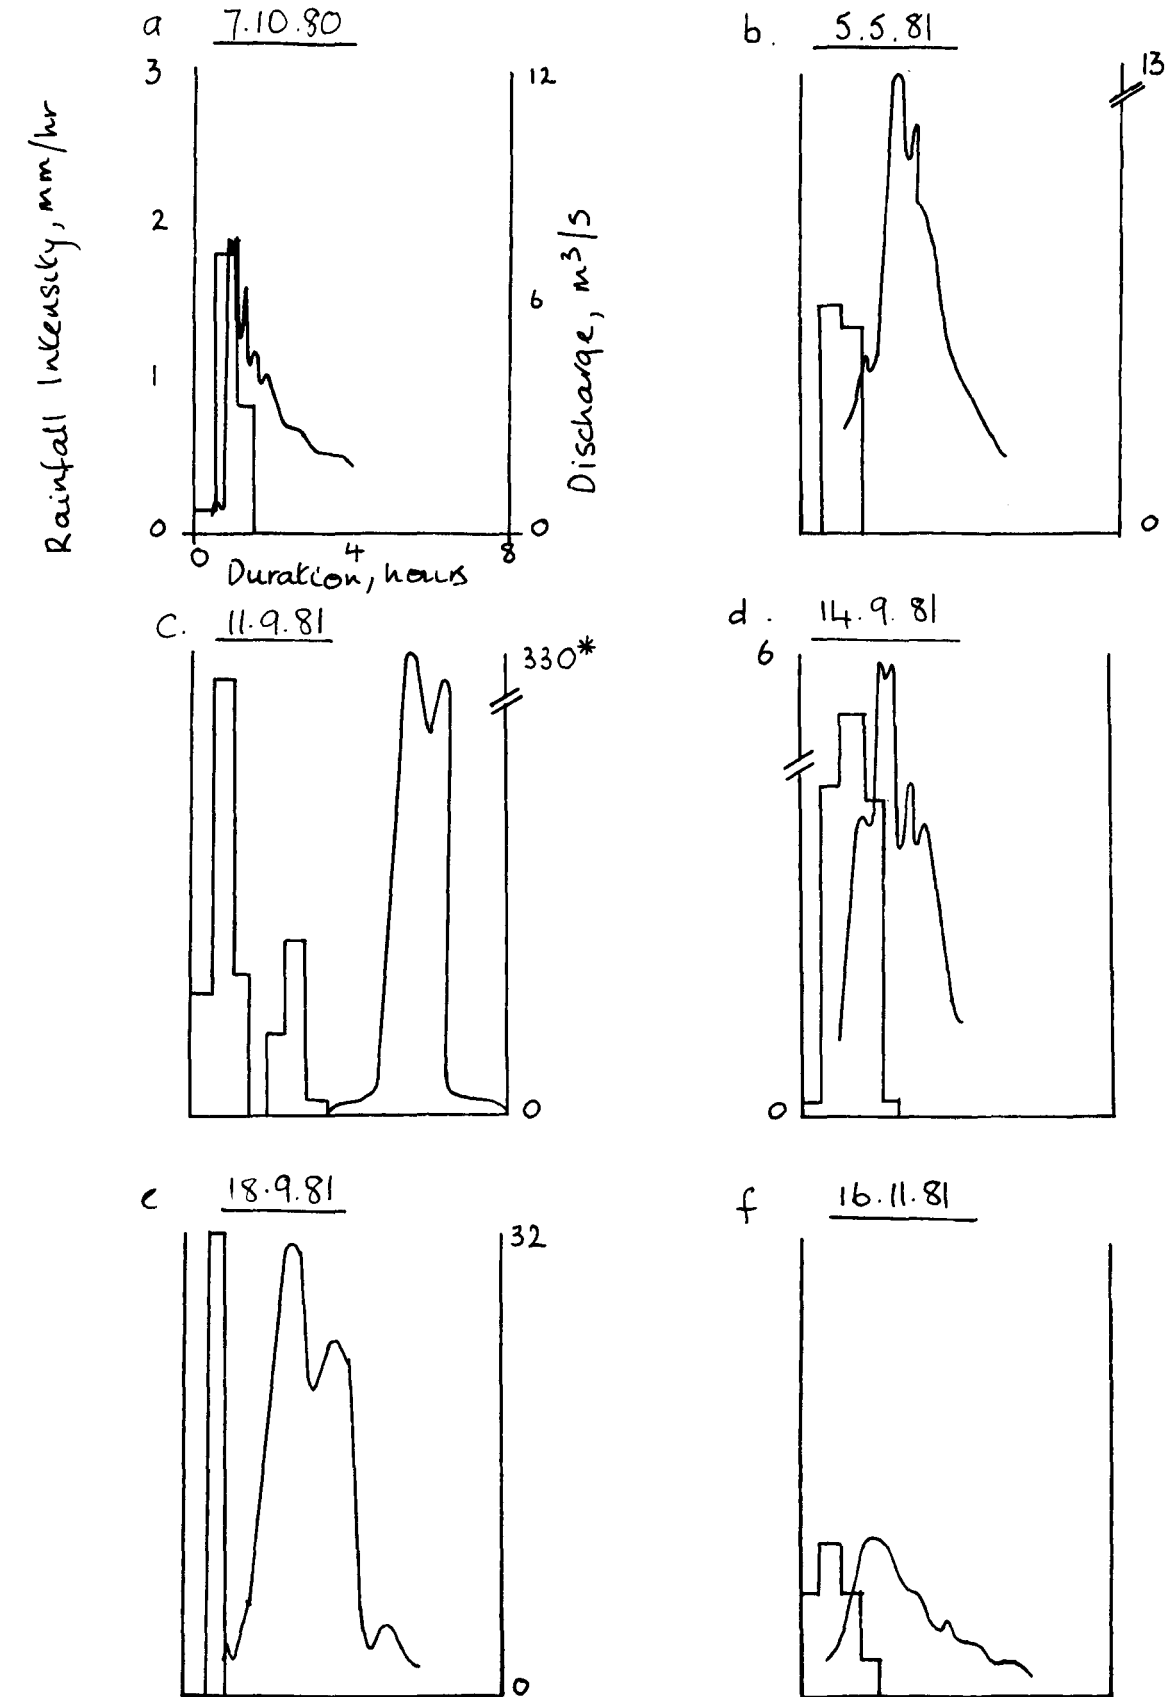 a 7.10.80
3
2
1
0
Rainfall Intensity, mm/hr
12
6
0
Discharge, m³/s
0 4 8
Duration, hours
b. 5.5.81
13
0
c. 11.9.81
330*
0
d. 14.9.81
6
0
e 18.9.81
32
0
f 16.11.81